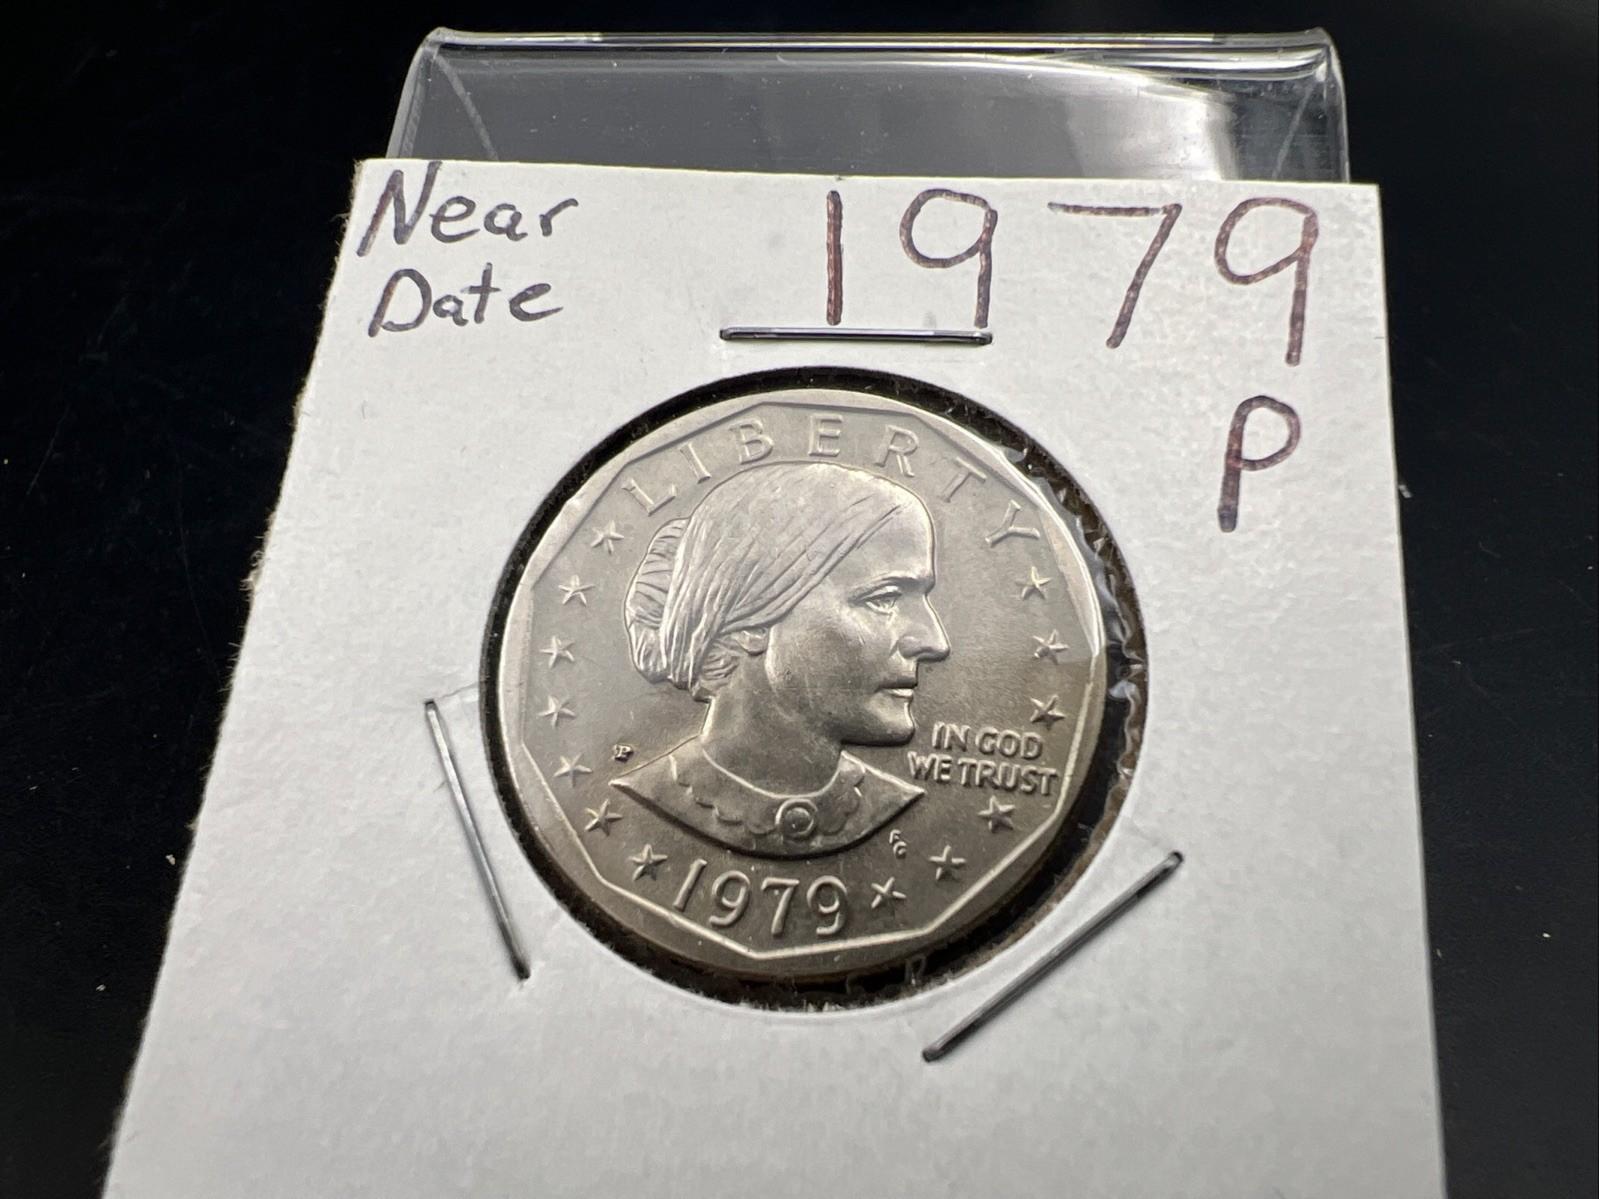 Near
Date
1979
P
LIBERTY
P
IN GOD
WE TRUST
FG
1979